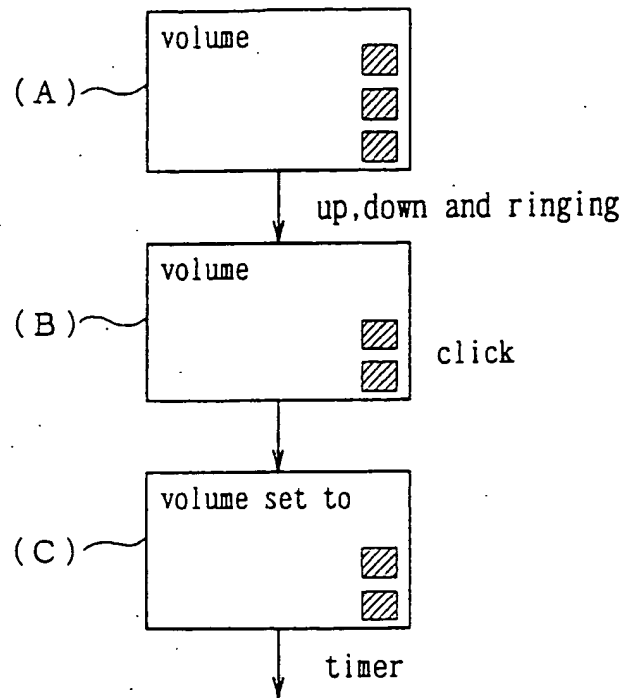 volume
(A)
up,down and ringing
volume
(B)
click
volume set to
(C)
timer